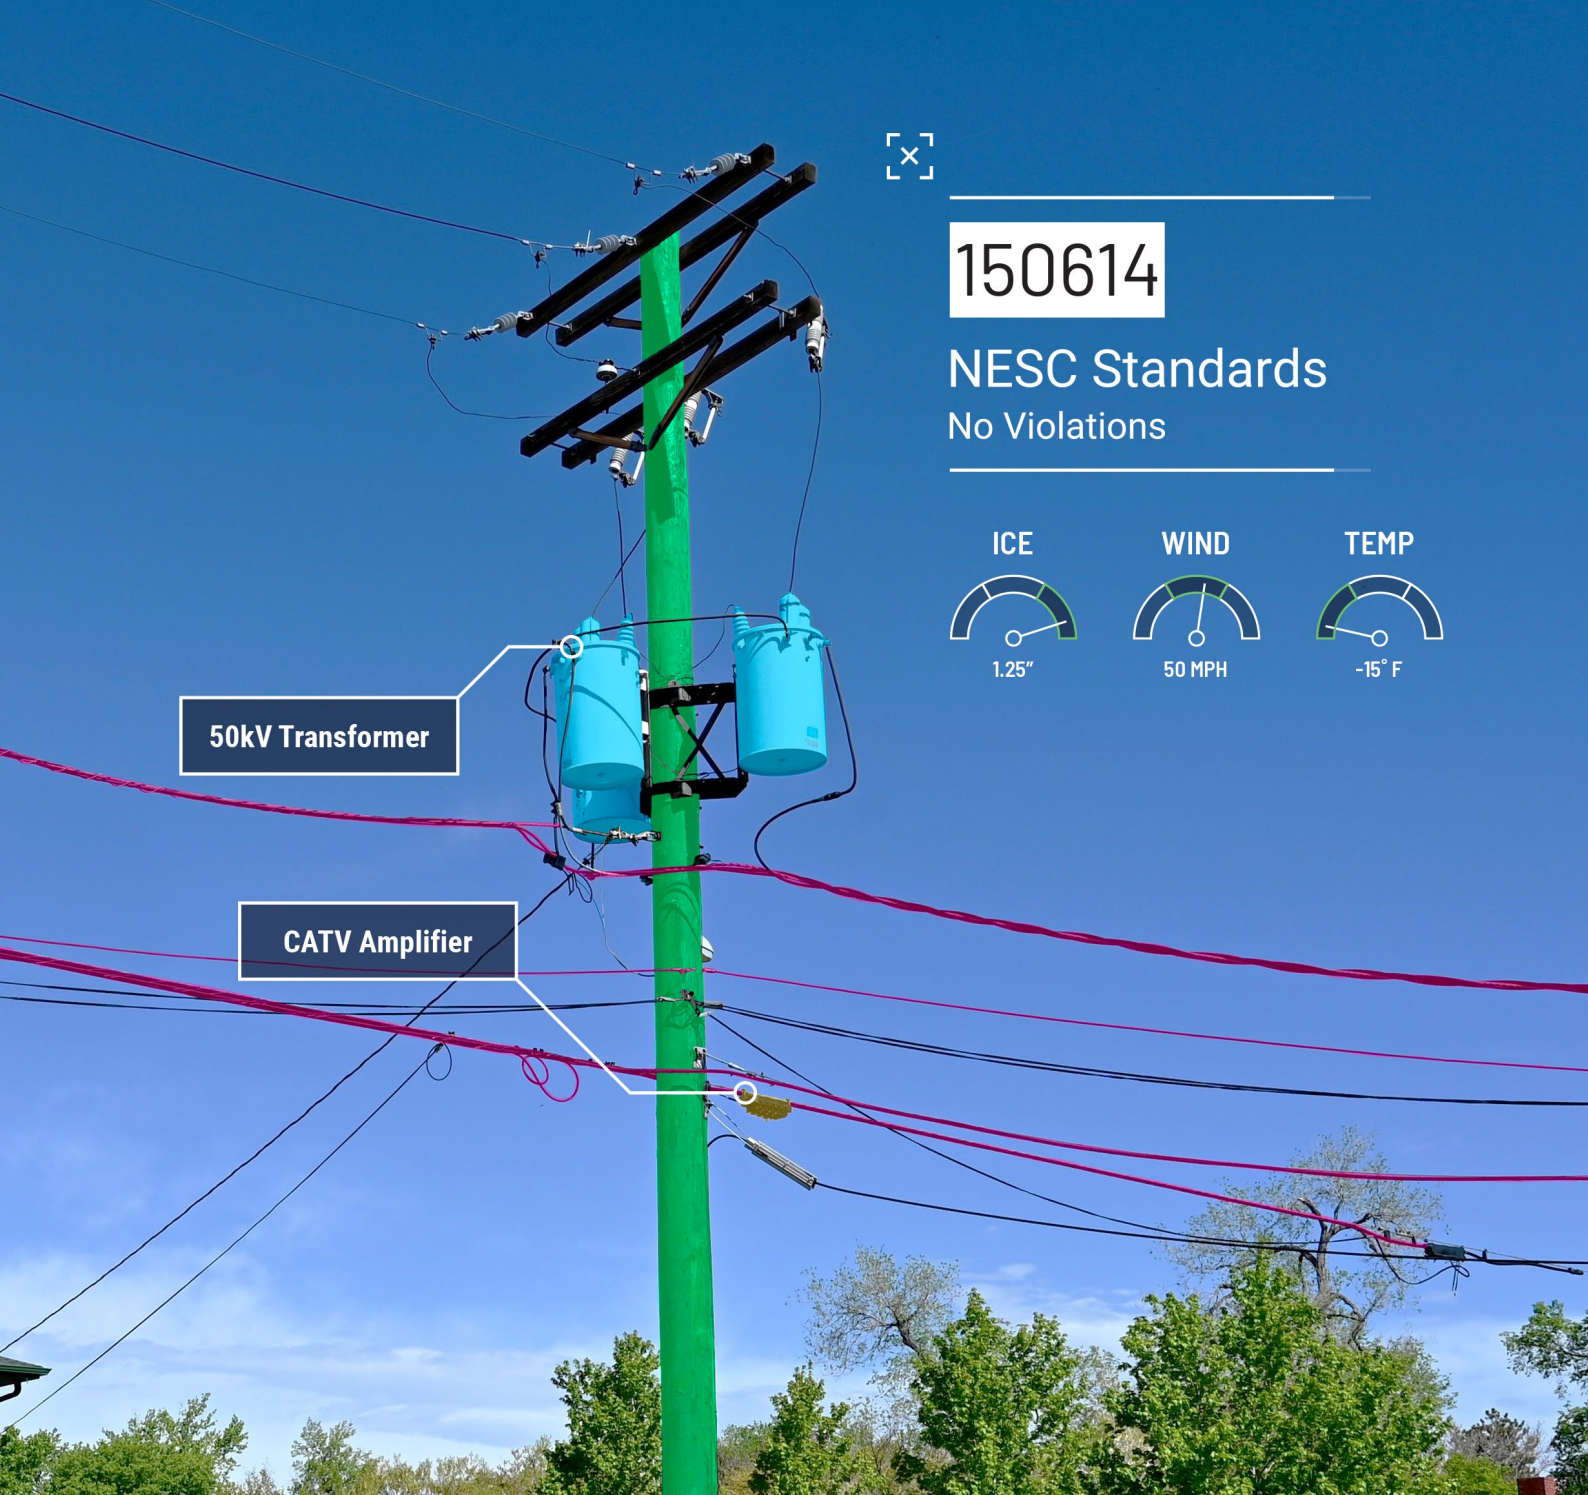 150614
NESC Standards
No Violations
ICE
WIND
TEMP
1.25"
50 MPH
-15° F
50kV Transformer
CATV Amplifier